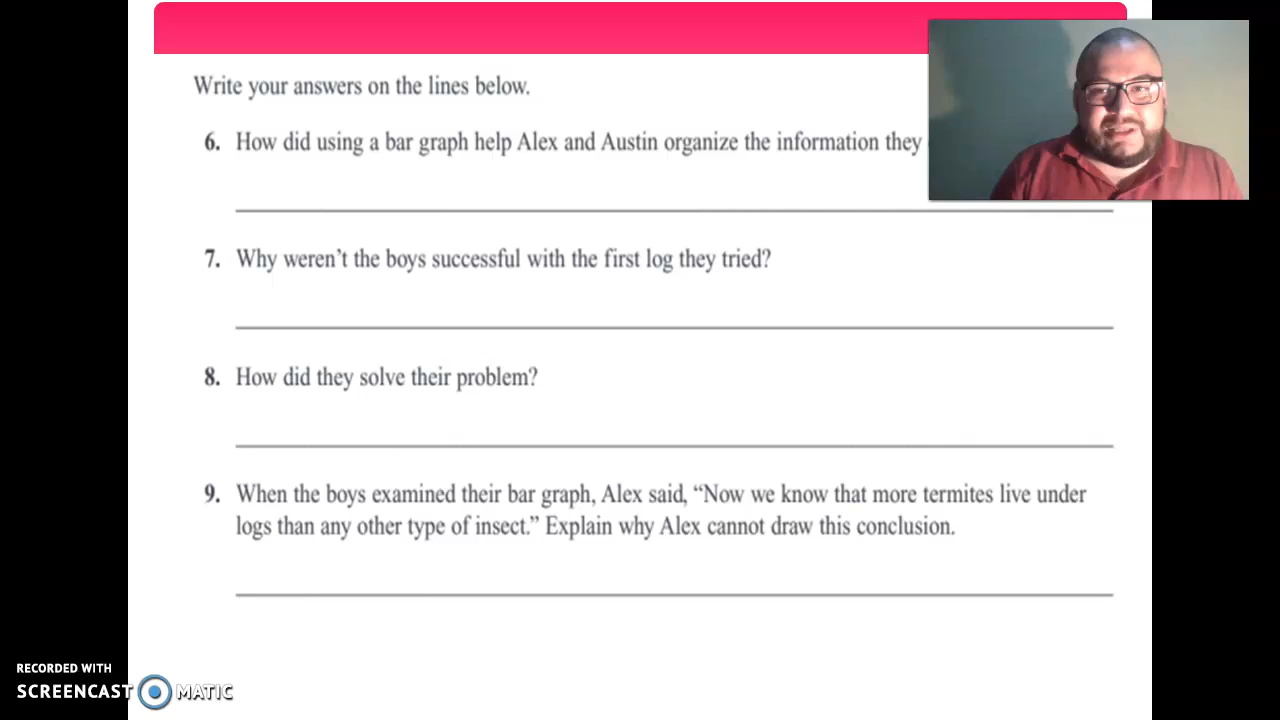 Write your answers on the lines below.
6. How did using a bar graph help Alex and Austin organize the information they
7. Why weren't the boys successful with the first log they tried?
8. How did they solve their problem?
9. When the boys examined their bar graph, Alex said, “Now we know that more termites live under
logs than any other type of insect.” Explain why Alex cannot draw this conclusion.
RECORDED WITH
SCREENCAST MATIC